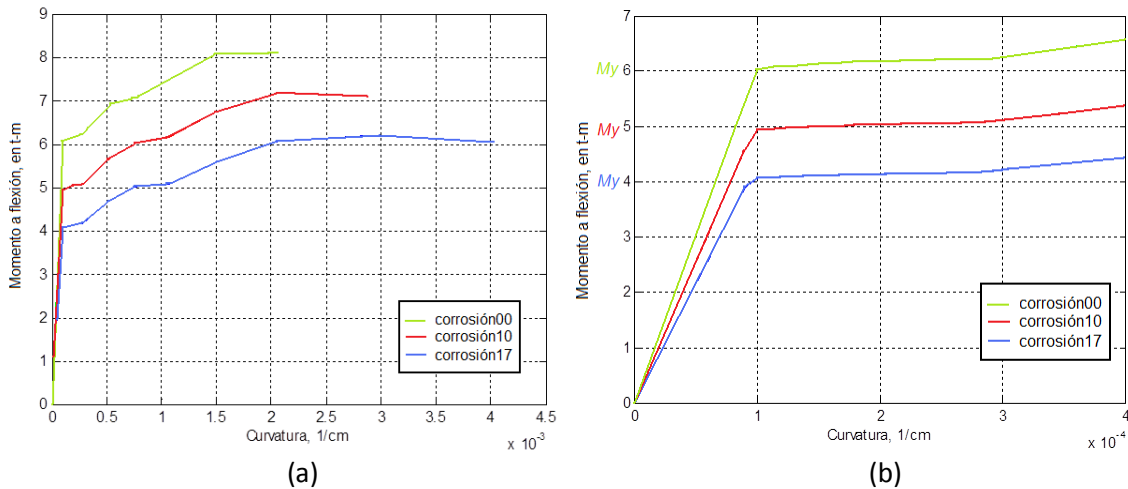 9
8
7
6
5
4
3
2
1
0
Momento a flexión, en t-m
0
0.5
1
1.5
2
2.5
3
3.5
4
4.5
Curvatura, 1/cm
x 10-3
corrosión00
corrosión10
corrosión17
(a)
7
6
5
4
3
2
1
0
My
My
My
Momento a flexión, en t-m
0
1
2
3
4
Curvatura, 1/cm
x 10-4
corrosión00
corrosión10
corrosión17
(b)